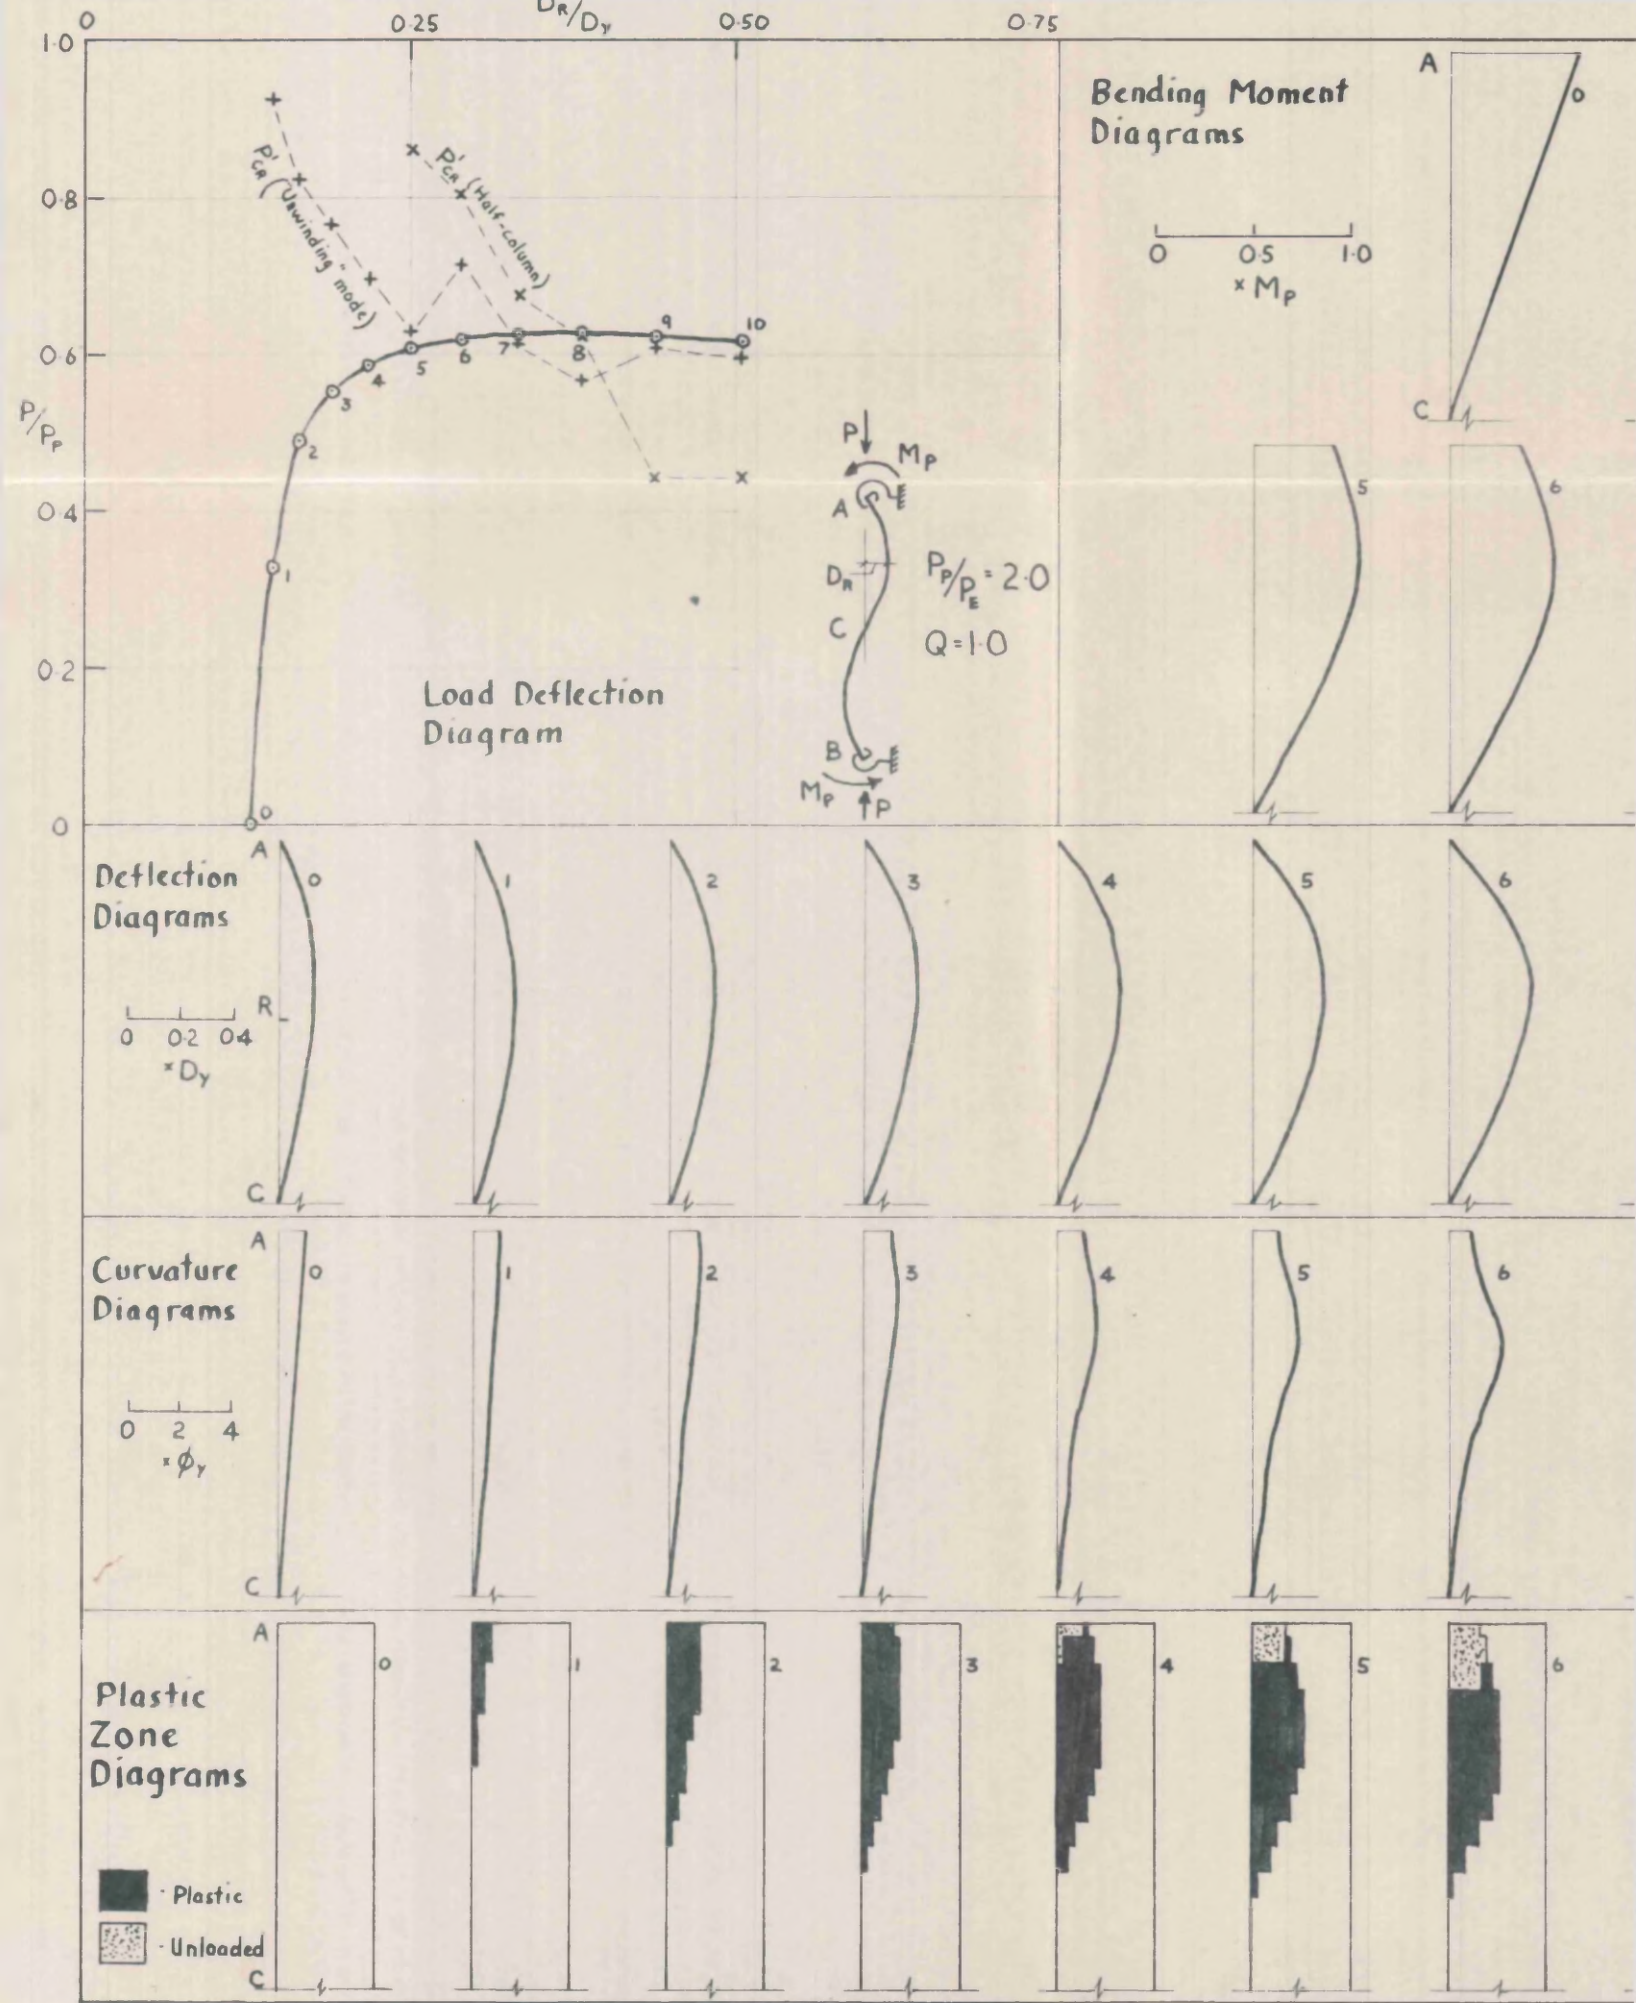 D_R/D_y
0 0·25 0·50 0·75
1·0
0·8
0·6
0·4
0·2
0
P/P_P
P'_CR ("Unwinding" mode)
P'_CR (Half-column)
0
1
2
3
4
5
6
7
8
9
10
Load Deflection
Diagram
P
M_P
A
D_R
C
B
M_P
P
P_P/P_E = 2·0
Q=1·0
Bending Moment
Diagrams
0 0·5 1·0
× M_P
A
0
C
5
6
Deflection
Diagrams
A
0 1 2 3 4 5 6
R
0 0·2 0·4
× D_y
C
Curvature
Diagrams
A
0 1 2 3 4 5 6
0 2 4
× ϕ_y
C
Plastic
Zone
Diagrams
A
0 1 2 3 4 5 6
· Plastic
· Unloaded
C